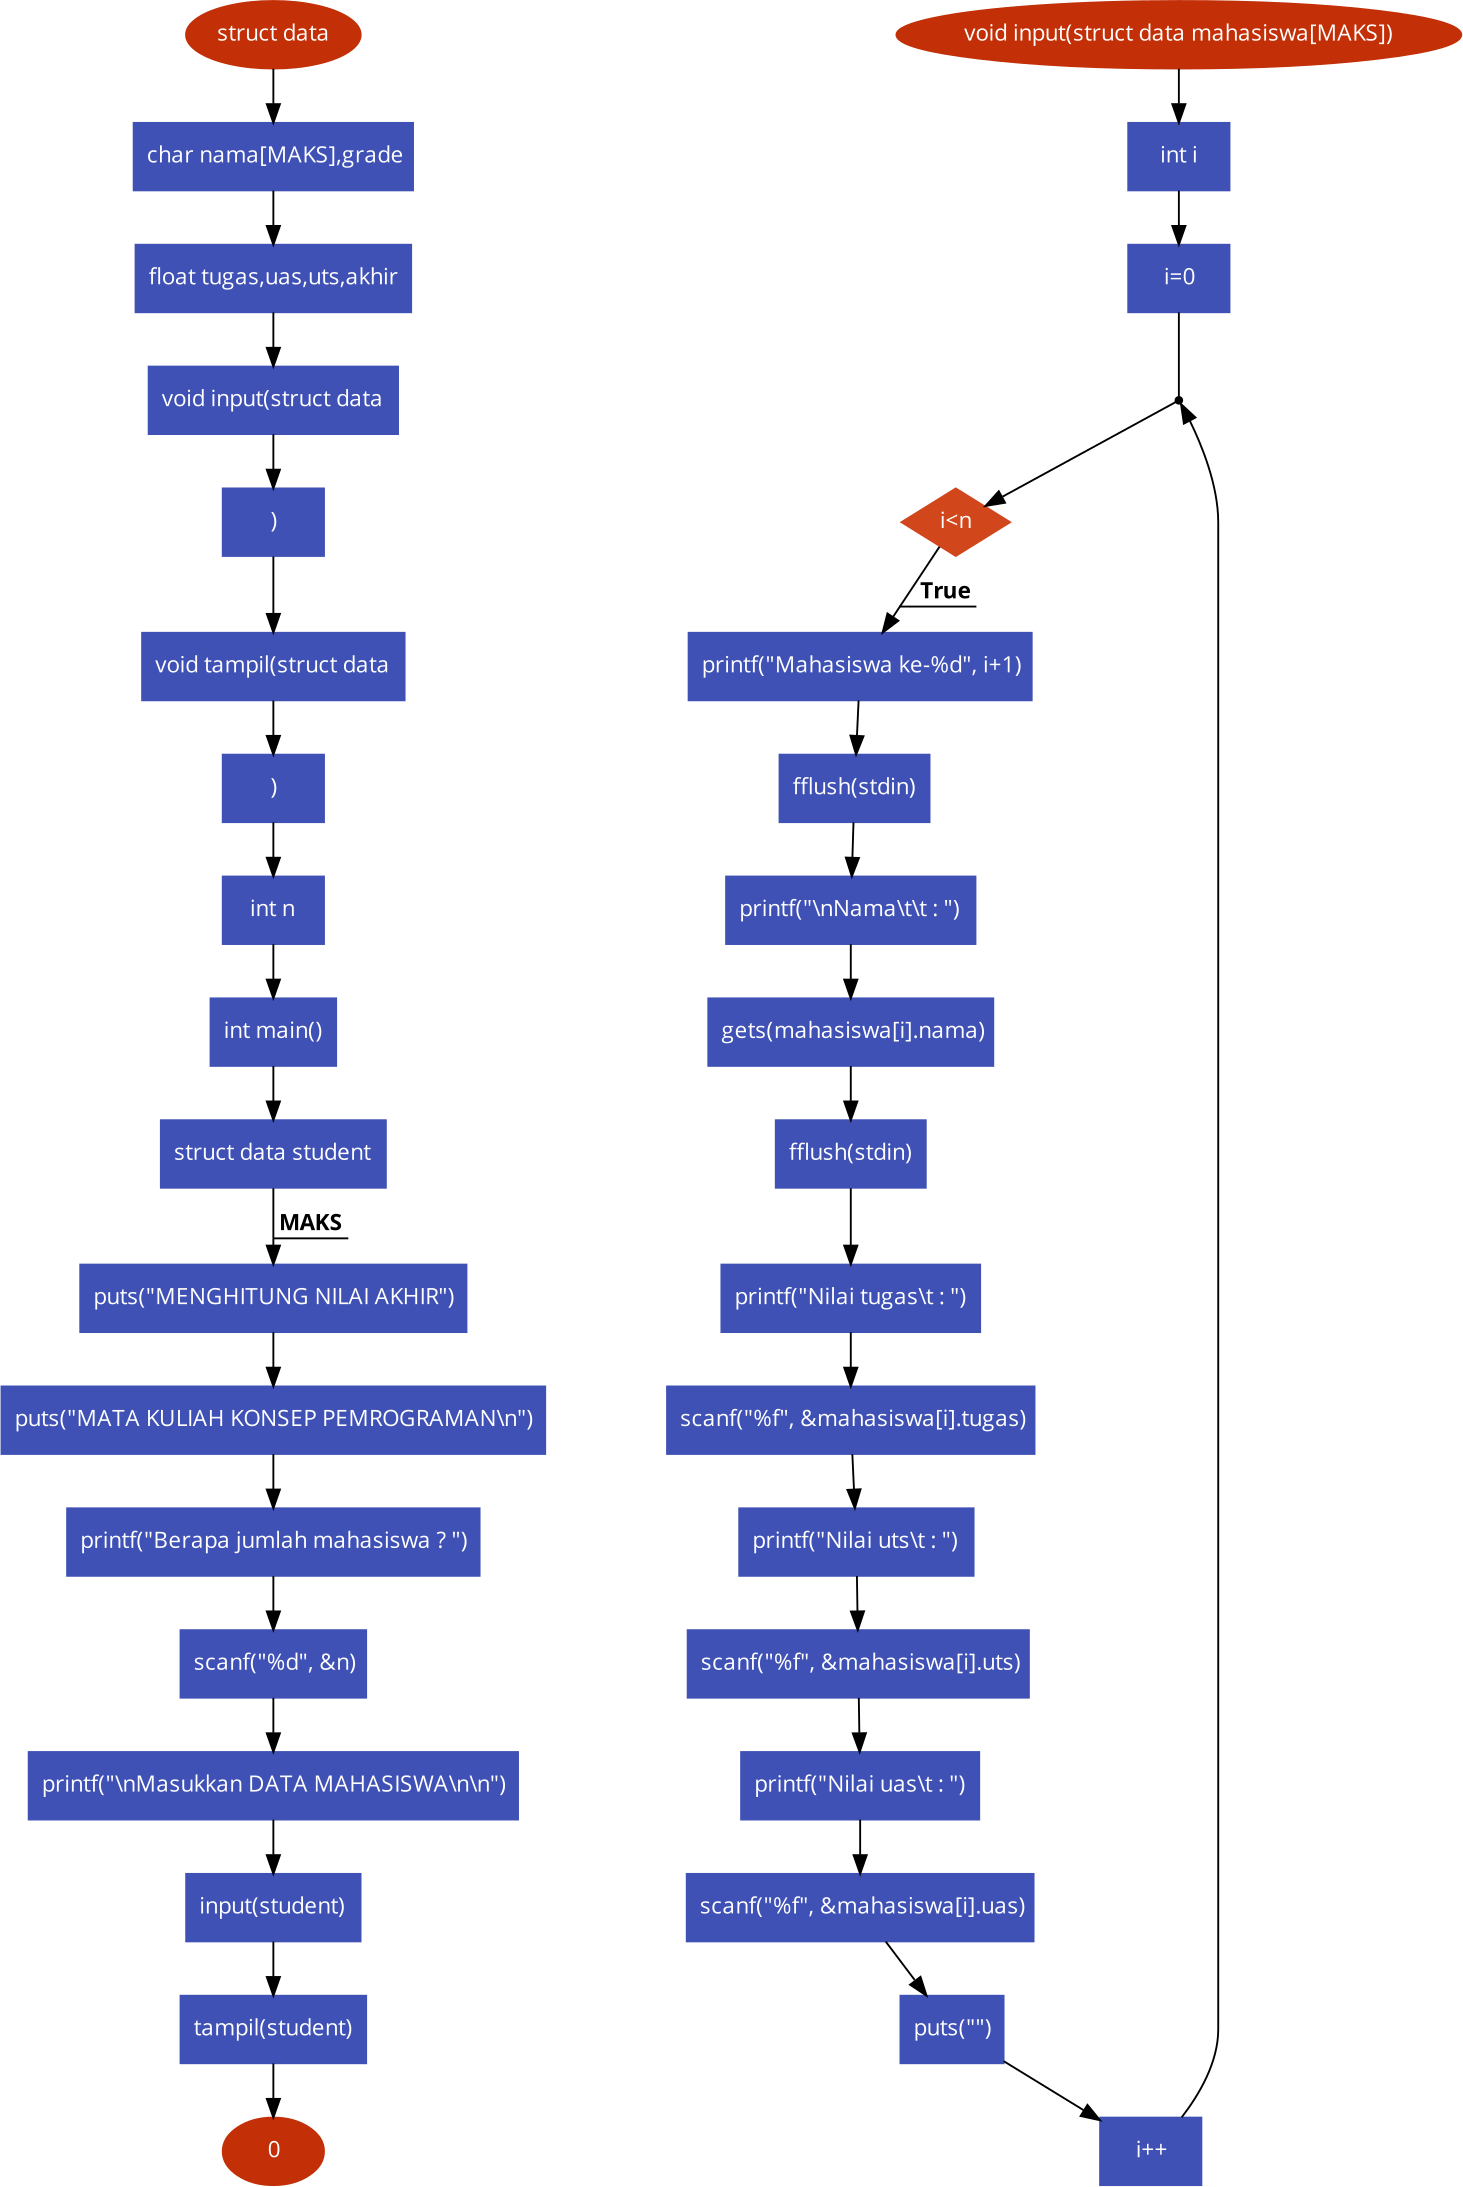 struct data
char nama[MAKS],grade
float tugas,uas,uts,akhir
void input(struct data
)
void tampil(struct data
)
int n
int main()
struct data student
MAKS
puts("MENGHITUNG NILAI AKHIR")
puts("MATA KULIAH KONSEP PEMROGRAMAN\n")
printf("Berapa jumlah mahasiswa ? ")
scanf("%d", &n)
printf("\nMasukkan DATA MAHASISWA\n\n")
input(student)
tampil(student)
0
void input(struct data mahasiswa[MAKS])
int i
i=0
i<n
True
printf("Mahasiswa ke-%d", i+1)
fflush(stdin)
printf("\nNama\t\t : ")
gets(mahasiswa[i].nama)
fflush(stdin)
printf("Nilai tugas\t : ")
scanf("%f", &mahasiswa[i].tugas)
printf("Nilai uts\t : ")
scanf("%f", &mahasiswa[i].uts)
printf("Nilai uas\t : ")
scanf("%f", &mahasiswa[i].uas)
puts("")
i++